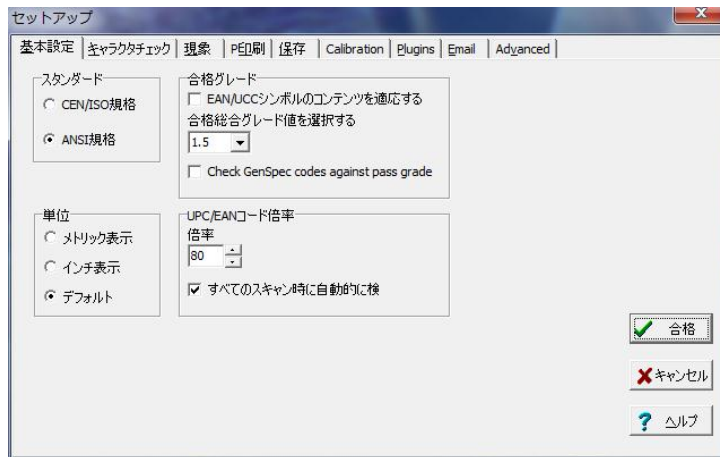 セットアップ
基本設定 キャラクタチェック 現象 PE印刷 保存 Calibration Plugins Email Advanced
スタンダード
CEN/ISO規格
ANSI規格
合格グレード
EAN/UCCシンボルのコンテンツを適応する
合格総合グレード値を選択する
1.5
Check GenSpec codes against pass grade
単位
メトリック表示
インチ表示
デフォルト
UPC/EANコード倍率
倍率
80
すべてのスキャン時に自動的に検
合格
キャンセル
ヘルプ